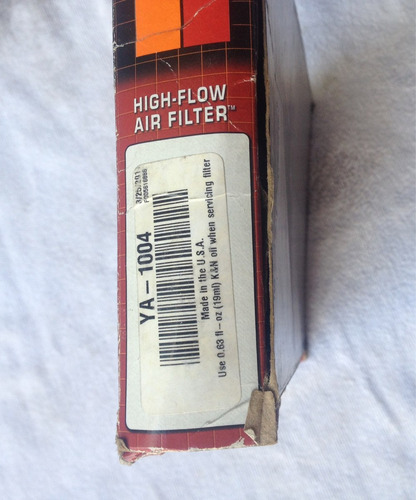 HIGH-FLOW
AIR FILTER™
YA-1004
Made in the U.S.A.
Use 0.63 fl-oz (19ml) K&N oil when servicing filter